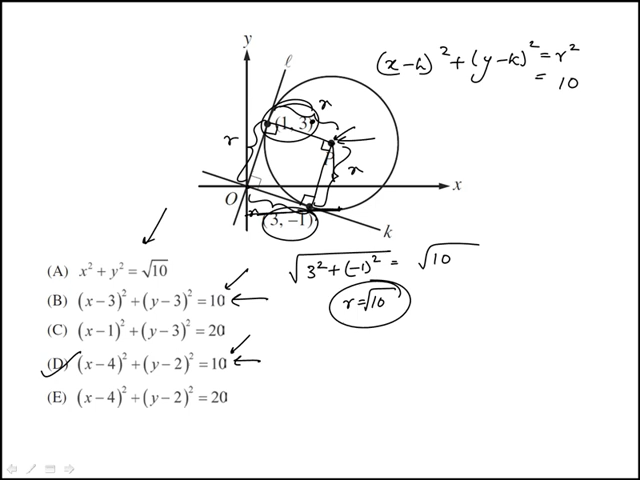 y
ℓ
(x-h)² + (y-k)² = r²
= 10
r
(1, 3)
r
r
O
x
r
(3, −1)
k
√3² + (-1)² = √10
r = √10
(A) x² + y² = √10
(B) (x − 3)² + (y − 3)² = 10
(C) (x − 1)² + (y − 3)² = 20
(D) (x − 4)² + (y − 2)² = 10
(E) (x − 4)² + (y − 2)² = 20